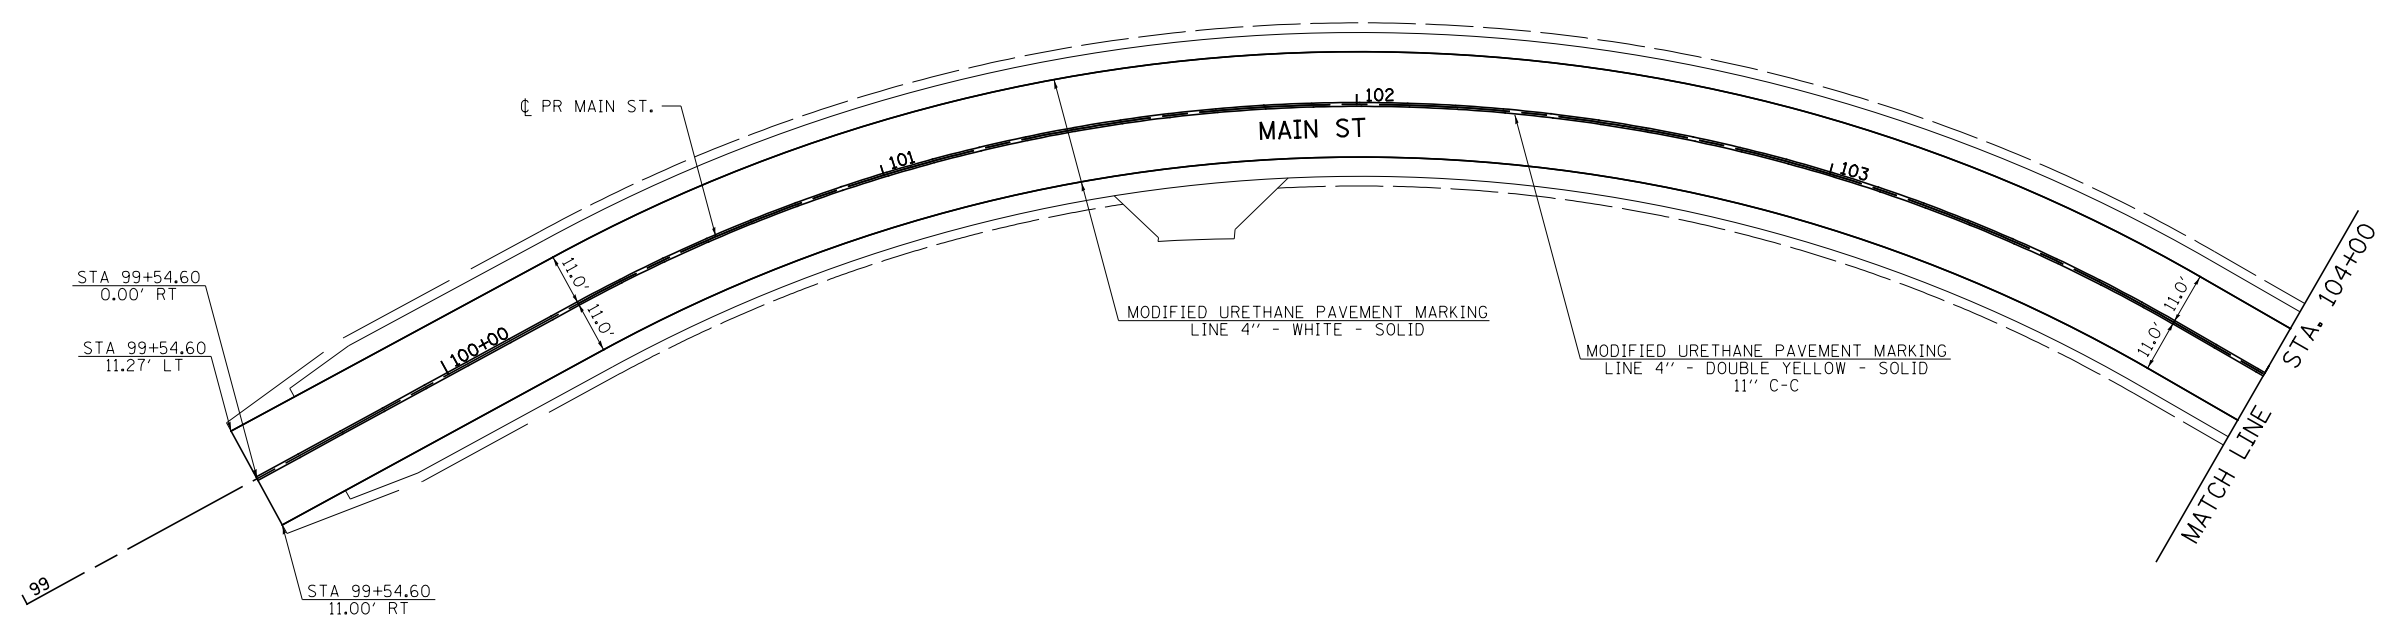 ℄ PR MAIN ST.
102
MAIN ST
101
103
STA 99+54.60
0.00' RT
11.0'
11.0'
100+00
STA 99+54.60
11.27' LT
MODIFIED URETHANE PAVEMENT MARKING
LINE 4'' - WHITE - SOLID
MODIFIED URETHANE PAVEMENT MARKING
LINE 4'' - DOUBLE YELLOW - SOLID
11'' C-C
11.0'
11.0'
MATCH LINE STA. 104+00
99
STA 99+54.60
11.00' RT